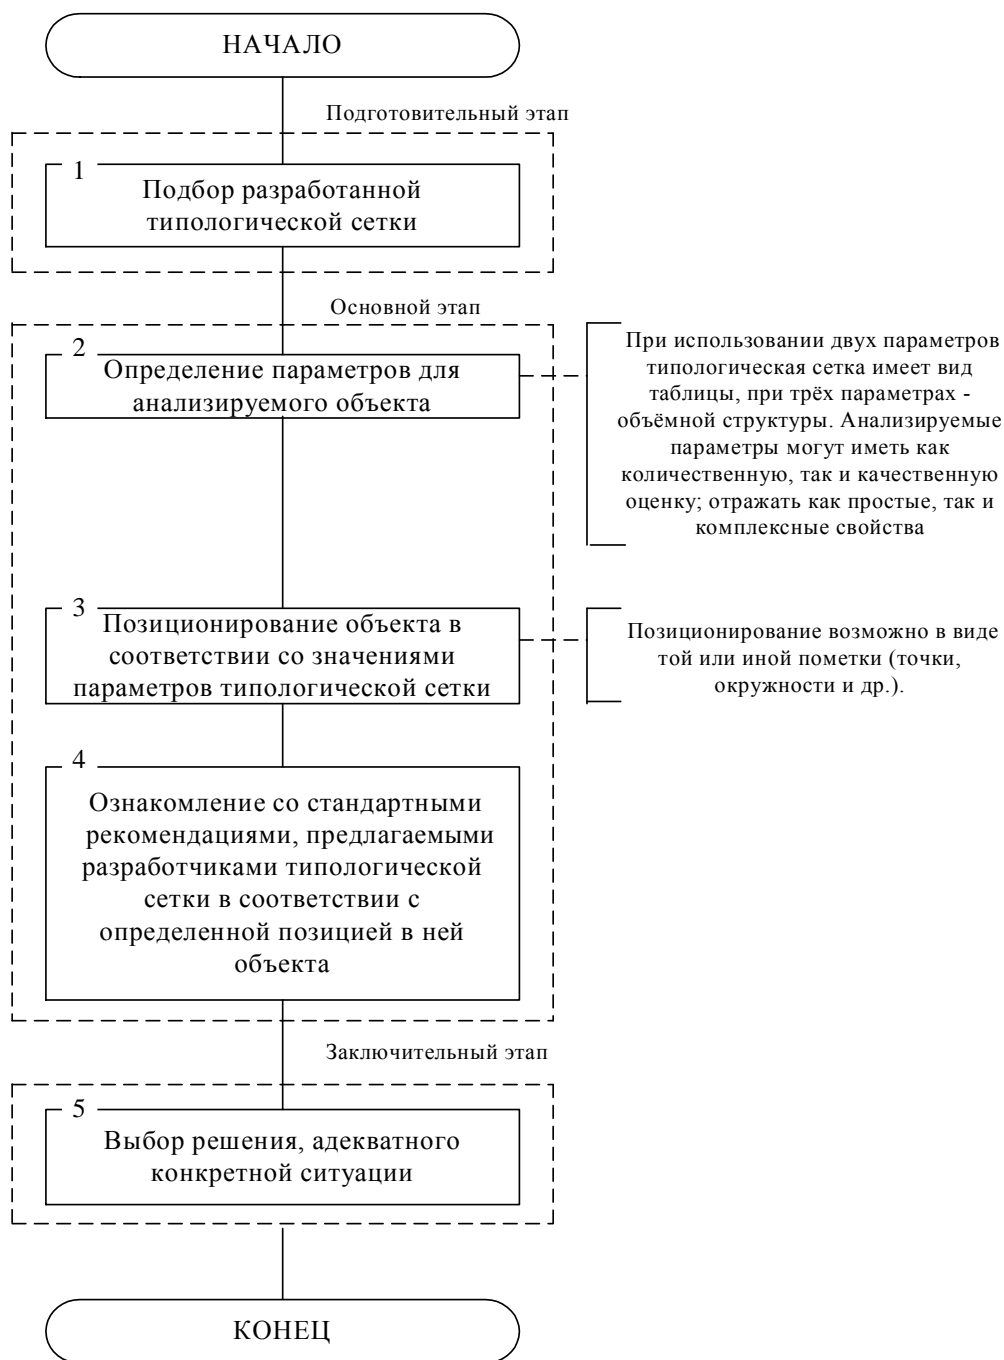 НАЧАЛО
Подготовительный этап
1
Подбор разработанной
типологической сетки
Основной этап
2
Определение параметров для
анализируемого объекта
При использовании двух параметров
типологическая сетка имеет вид
таблицы, при трёх параметрах -
объёмной структуры. Анализируемые
параметры могут иметь как
количественную, так и качественную
оценку; отражать как простые, так и
комплексные свойства
3
Позиционирование объекта в
соответствии со значениями
параметров типологической сетки
Позиционирование возможно в виде
той или иной пометки (точки,
окружности и др.).
4
Ознакомление со стандартными
рекомендациями, предлагаемыми
разработчиками типологической
сетки в соответствии с
определенной позицией в ней
объекта
Заключительный этап
5
Выбор решения, адекватного
конкретной ситуации
КОНЕЦ